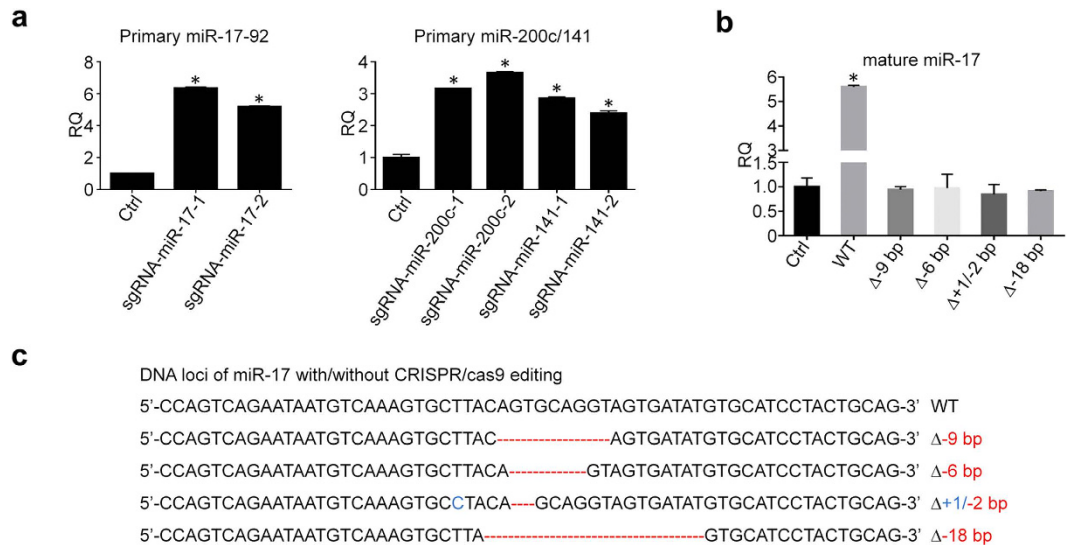 a
Primary miR-17-92
RQ
8
6
4
2
0
*
*
Ctrl
sgRNA-miR-17-1
sgRNA-miR-17-2
Primary miR-200c/141
4
3
2
1
0
*
*
*
*
Ctrl
sgRNA-miR-200c-1
sgRNA-miR-200c-2
sgRNA-miR-141-1
sgRNA-miR-141-2
b
mature miR-17
RQ
6
5
4
3
1.5
1.0
0.5
0.0
*
Ctrl
WT
Δ-9 bp
Δ-6 bp
Δ+1/-2 bp
Δ-18 bp
c
DNA loci of miR-17 with/without CRISPR/cas9 editing
5’-CCAGTCAGAATAATGTCAAAGTGCTTACAGTGCAGGTAGTGATATGTGCATCCTACTGCAG-3’ WT
5’-CCAGTCAGAATAATGTCAAAGTGCTTAC-------------------AGTGATATGTGCATCCTACTGCAG-3’ Δ-9 bp
5’-CCAGTCAGAATAATGTCAAAGTGCTTACA-------------GTAGTGATATGTGCATCCTACTGCAG-3’ Δ-6 bp
5’-CCAGTCAGAATAATGTCAAAGTGCCTACA----GCAGGTAGTGATATGTGCATCCTACTGCAG-3’ Δ+1/-2 bp
5’-CCAGTCAGAATAATGTCAAAGTGCTTA-------------------------------------GTGCATCCTACTGCAG-3’ Δ-18 bp